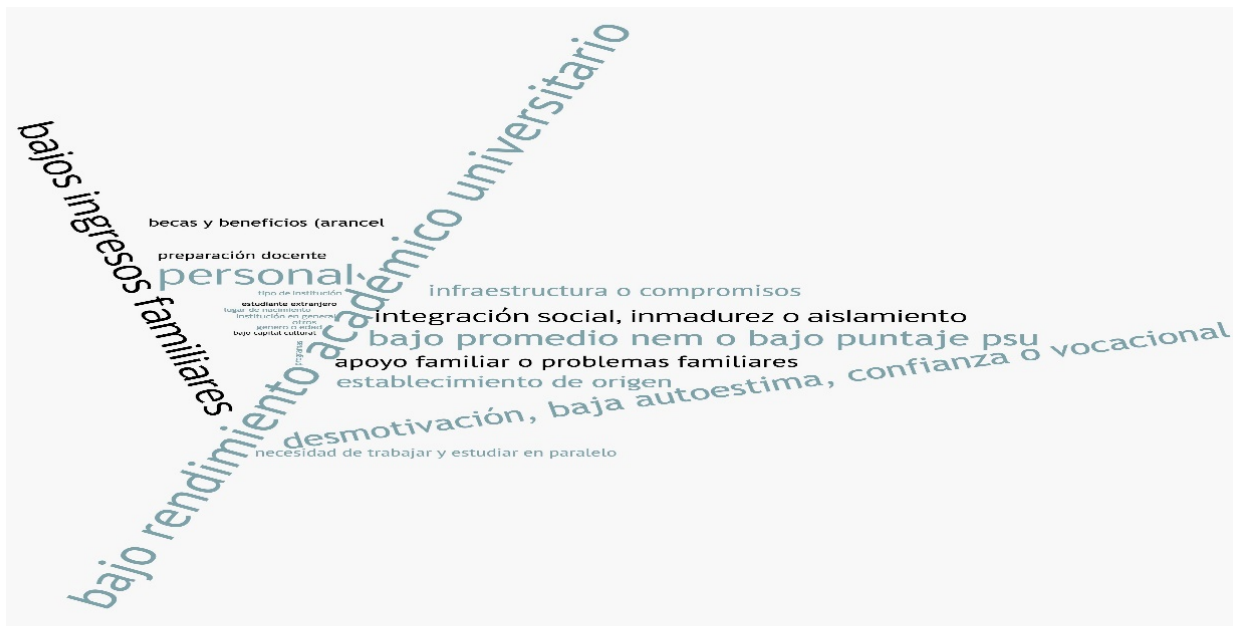 bajo rendimiento académico universitario
bajos ingresos familiares
becas y beneficios (arancel
preparación docente
personal
tipo de institución
estudiante extranjero
lugar de nacimiento
institución en general
otros
genero o edad
bajo capital cultural
programas
infraestructura o compromisos
integración social, inmadurez o aislamiento
bajo promedio nem o bajo puntaje psu
apoyo familiar o problemas familiares
establecimiento de origen
desmotivación, baja autoestima, confianza o vocacional
necesidad de trabajar y estudiar en paralelo